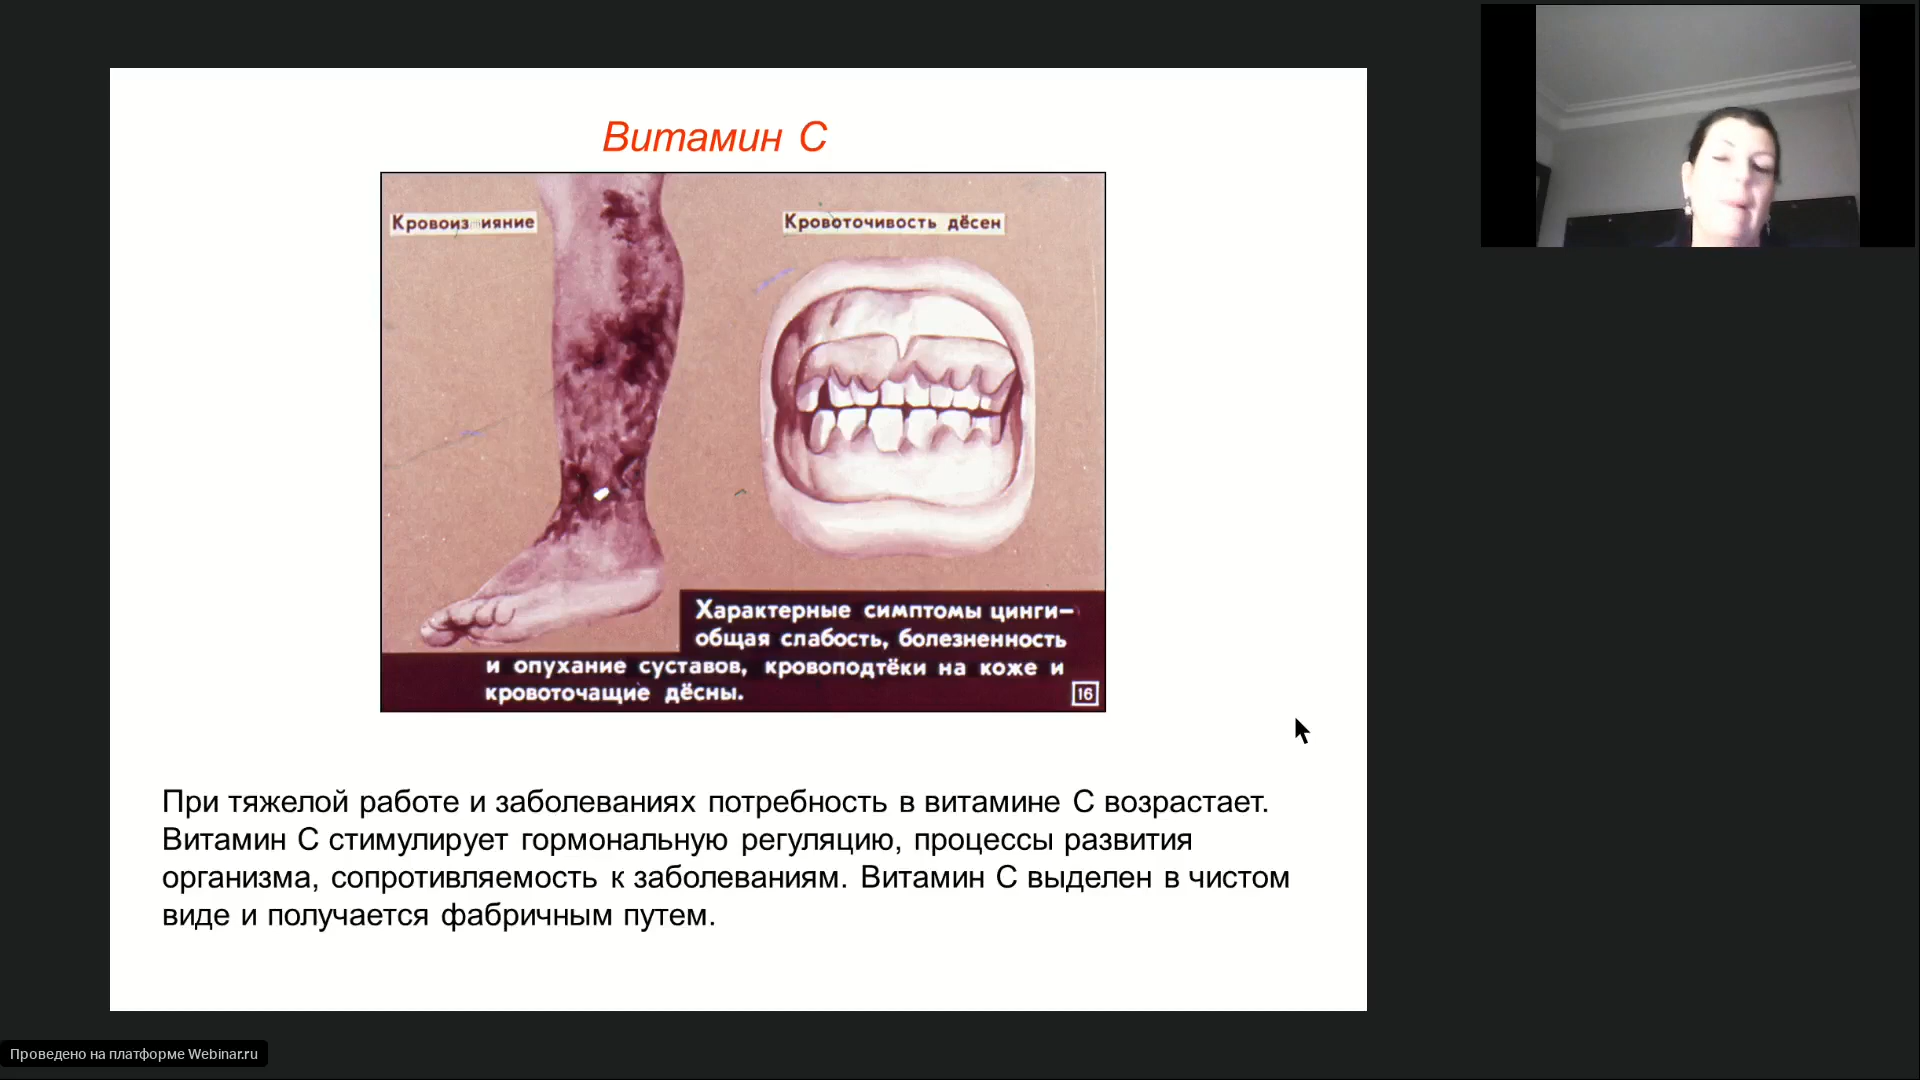 Витамин С
Кровоиз ияние
Кровоточивость дёсен
Характерные симптомы цинги–
общая слабость, болезненность
и опухание суставов, кровоподтёки на коже и
кровоточащие дёсны.
16
При тяжелой работе и заболеваниях потребность в витамине С возрастает.
Витамин С стимулирует гормональную регуляцию, процессы развития
организма, сопротивляемость к заболеваниям. Витамин С выделен в чистом
виде и получается фабричным путем.
Проведено на платформе Webinar.ru